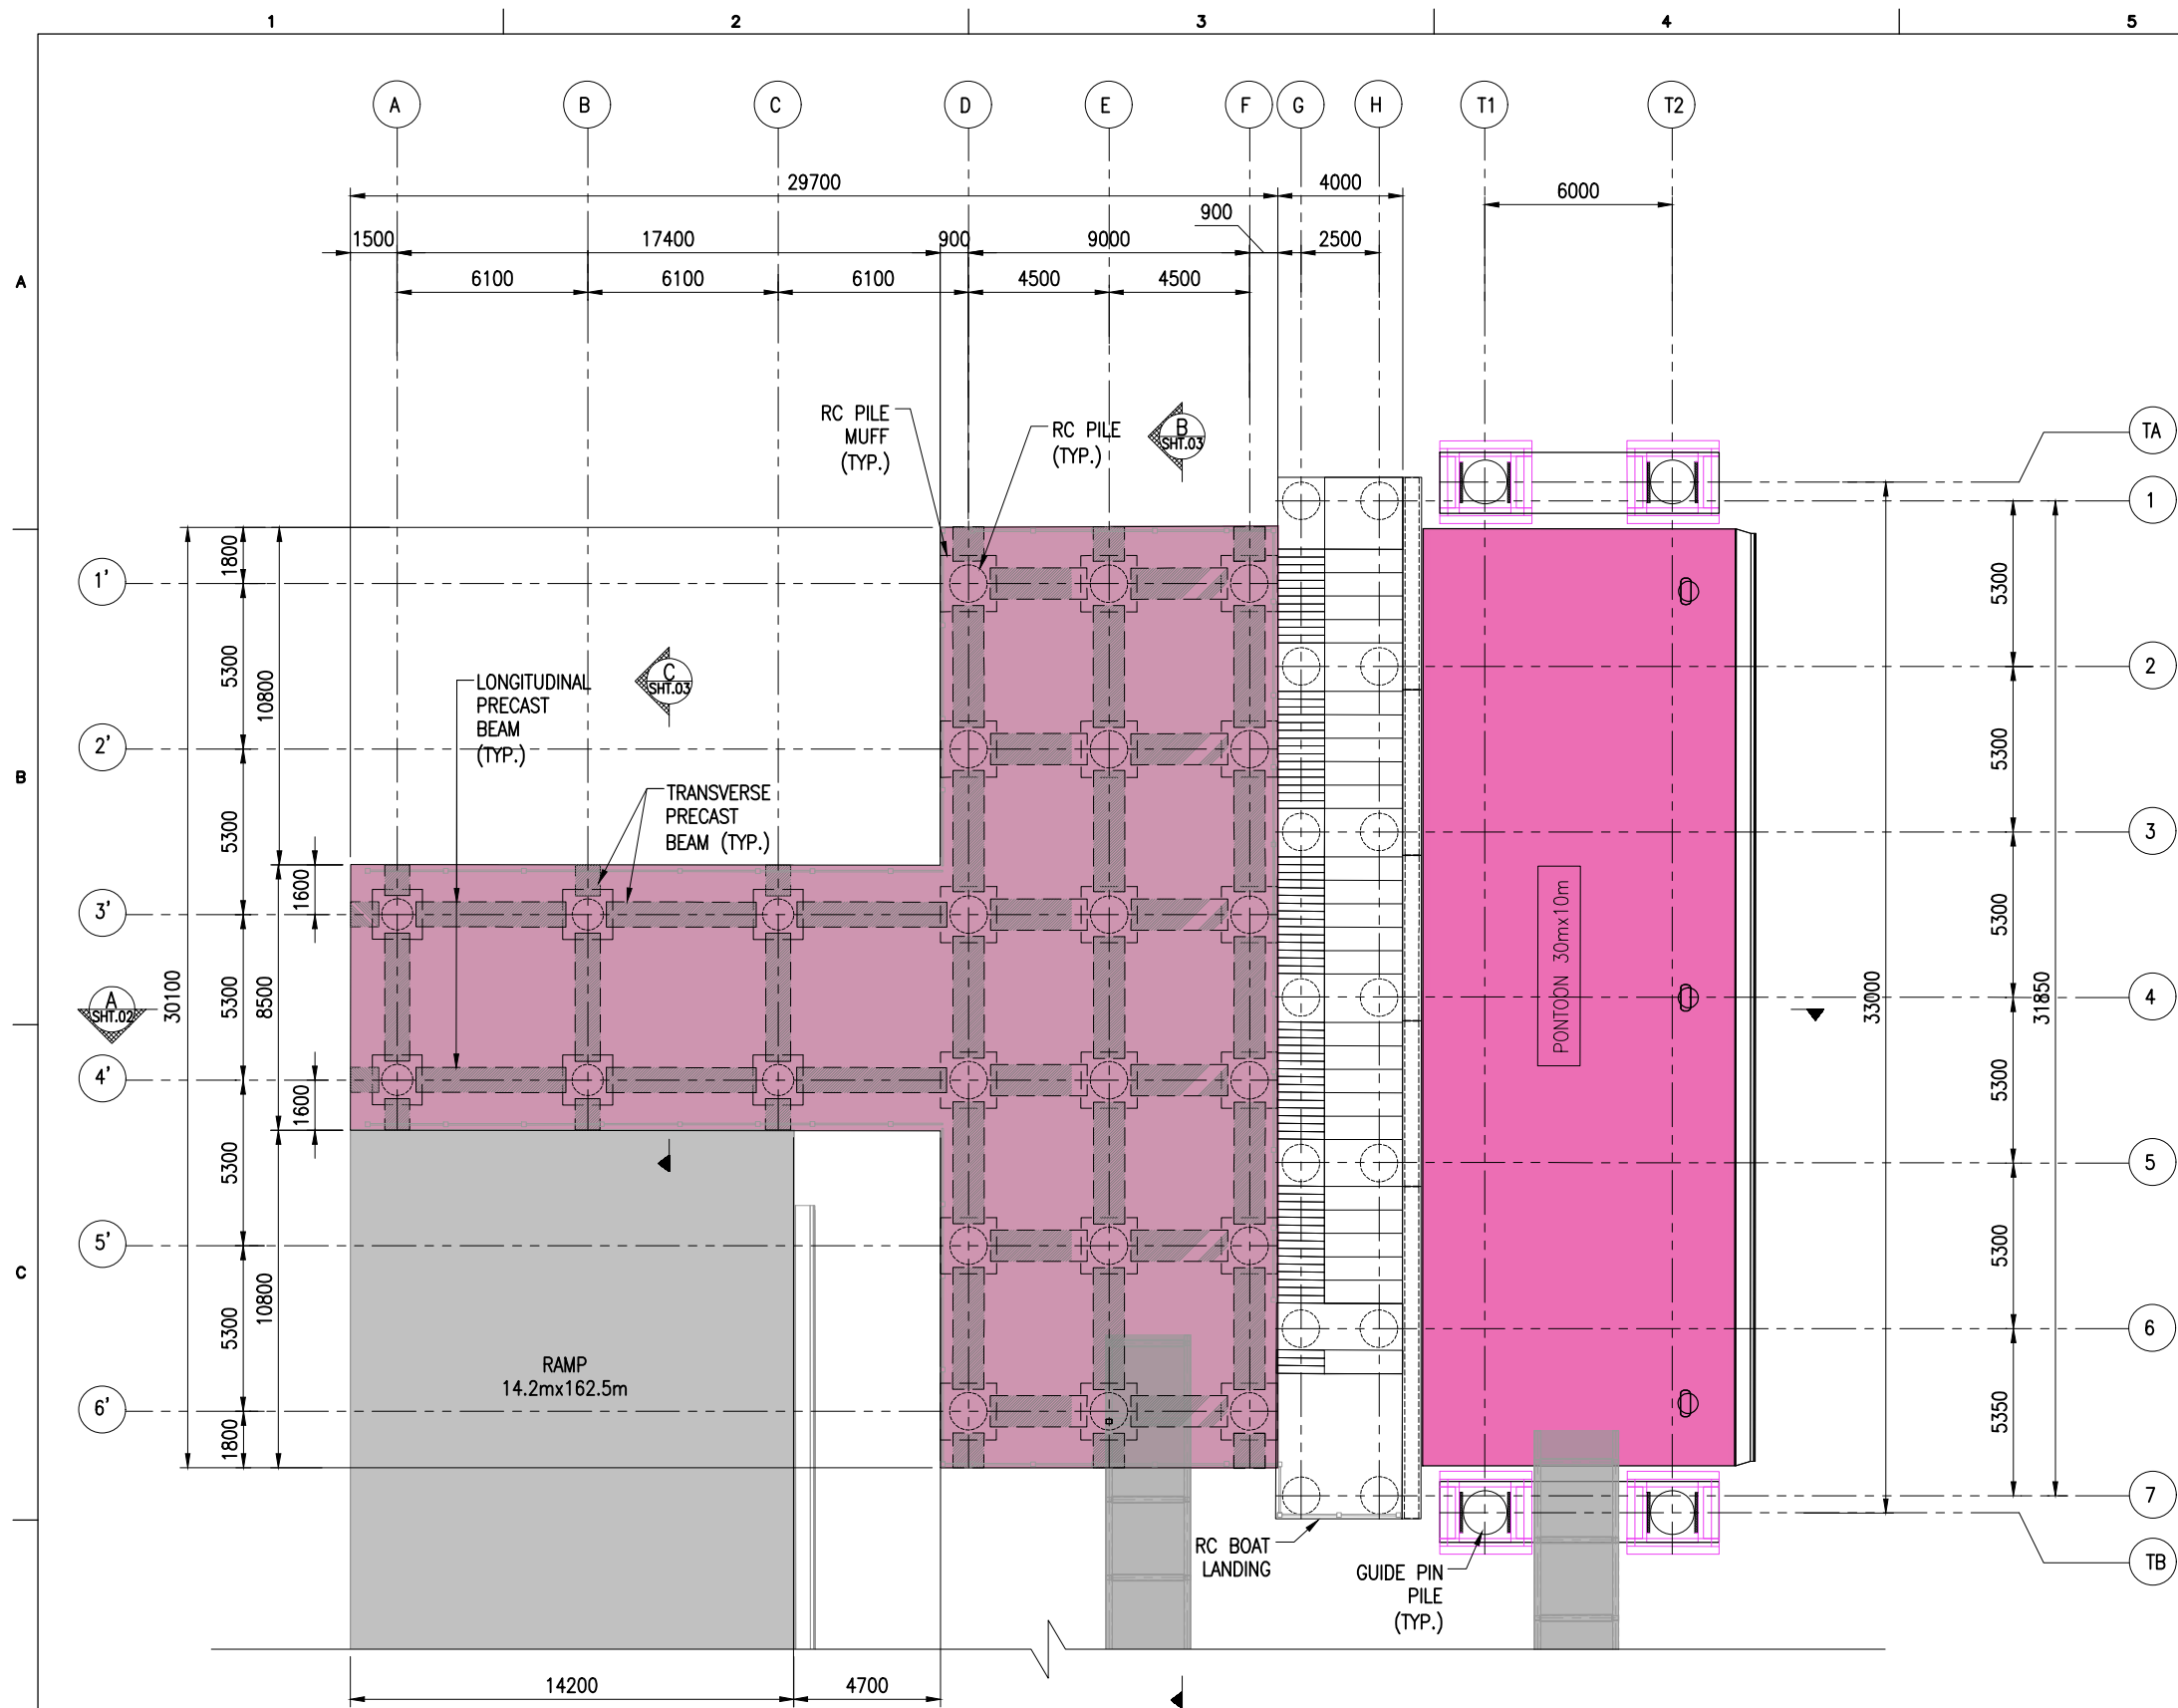 1 2 3 4 5
A B C D E F G H T1 T2
29700 4000 6000
900
1500 17400 900 9000 2500
6100 6100 6100 4500 4500
A
RC PILE
MUFF
(TYP.)
RC PILE
(TYP.)
B
SHT.03
TA
1
1800
1'
5300
10800
5300
2
C
SHT.03
LONGITUDINAL
PRECAST
BEAM
(TYP.)
2'
B
5300
TRANSVERSE
PRECAST
BEAM (TYP.)
5300
3
1600
3'
PONTOON 30mx10m
5300
A
SHT.02
30100
5300
8500
33000
31850
4
4'
1600
5300
5
5300
5'
C
10800
5300
5300
6
RAMP
14.2mx162.5m
6'
1800
5350
7
RC BOAT
LANDING
GUIDE PIN
PILE
(TYP.)
TB
14200 4700